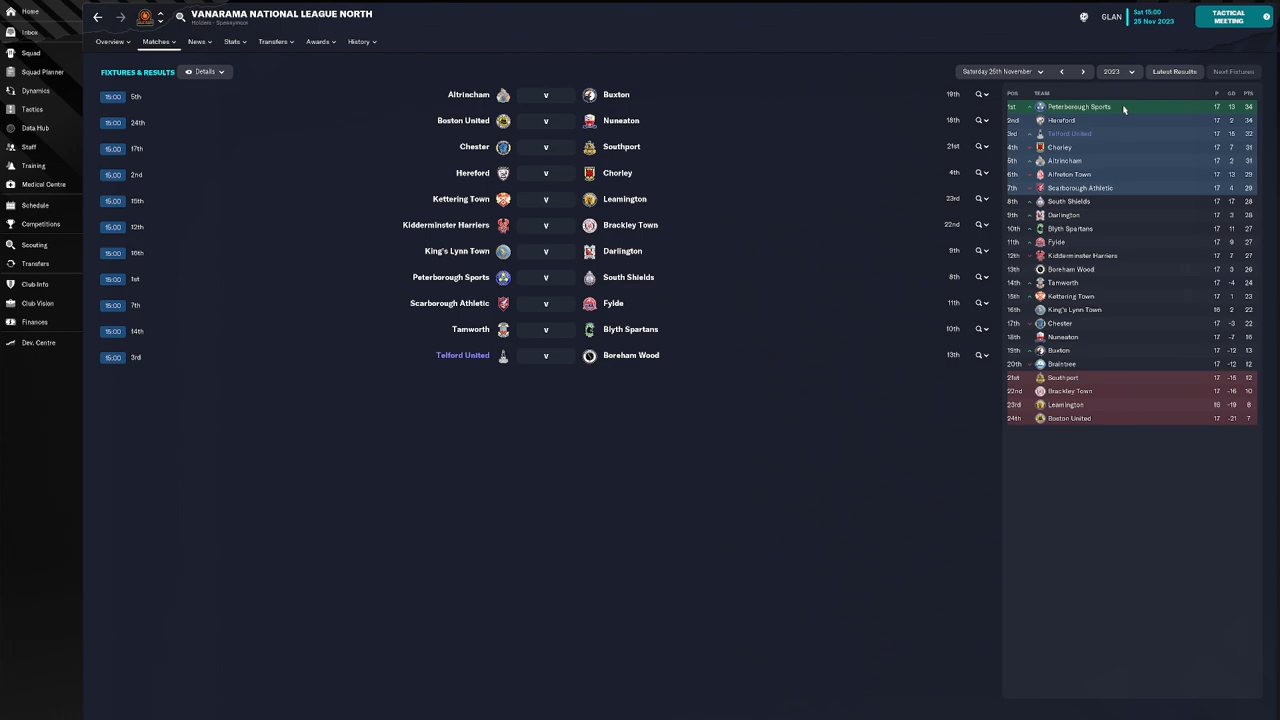 Home
VANARAMA NATIONAL LEAGUE NORTH
Holders - Spennymoor
GLAN
Sat 15:00
25 Nov 2023
TACTICAL MEETING
Inbox
Squad
Squad Planner
Dynamics
Tactics
Data Hub
Staff
Training
Medical Centre
Schedule
Competitions
Scouting
Transfers
Club Info
Club Vision
Finances
Dev. Centre
Overview Matches News Stats Transfers Awards History
FIXTURES & RESULTS Details
Saturday 25th November 2023 Latest Results Next Fixtures
15:00 5th Altrincham v Buxton 19th
15:00 24th Boston United v Nuneaton 18th
15:00 17th Chester v Southport 21st
15:00 2nd Hereford v Chorley 4th
15:00 15th Kettering Town v Leamington 23rd
15:00 12th Kidderminster Harriers v Brackley Town 22nd
15:00 16th King's Lynn Town v Darlington 9th
15:00 1st Peterborough Sports v South Shields 8th
15:00 7th Scarborough Athletic v Fylde 11th
15:00 14th Tamworth v Blyth Spartans 10th
15:00 3rd Telford United v Boreham Wood 13th
POS TEAM P GD PTS
1st Peterborough Sports 17 13 34
2nd Hereford 17 2 34
3rd Telford United 17 15 32
4th Chorley 17 7 31
5th Altrincham 17 2 31
6th Alfreton Town 17 13 29
7th Scarborough Athletic 17 4 29
8th South Shields 17 17 28
9th Darlington 17 3 28
10th Blyth Spartans 17 11 27
11th Fylde 17 9 27
12th Kidderminster Harriers 17 7 27
13th Boreham Wood 17 3 26
14th Tamworth 17 -4 24
15th Kettering Town 17 1 23
16th King's Lynn Town 16 2 22
17th Chester 17 -3 22
18th Nuneaton 17 -7 16
19th Buxton 17 -12 13
20th Braintree 17 -12 12
21st Southport 17 -15 12
22nd Brackley Town 17 -16 10
23rd Leamington 16 -19 8
24th Boston United 17 -21 7